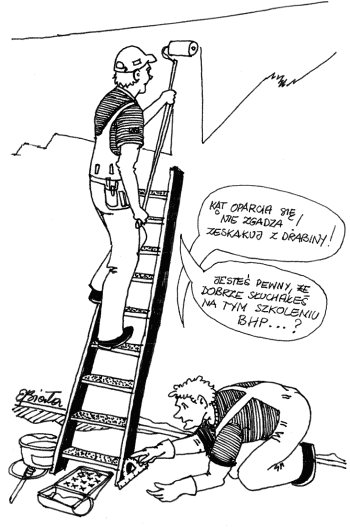 KĄT OPARCIA SIĘ
NIE ZGADZA!
ZESKAKUJ Z DRABINY!
JESTEŚ PEWNY, ŻE
DOBRZE SŁUCHAŁEŚ
NA TYM SZKOLENIU
BHP...?